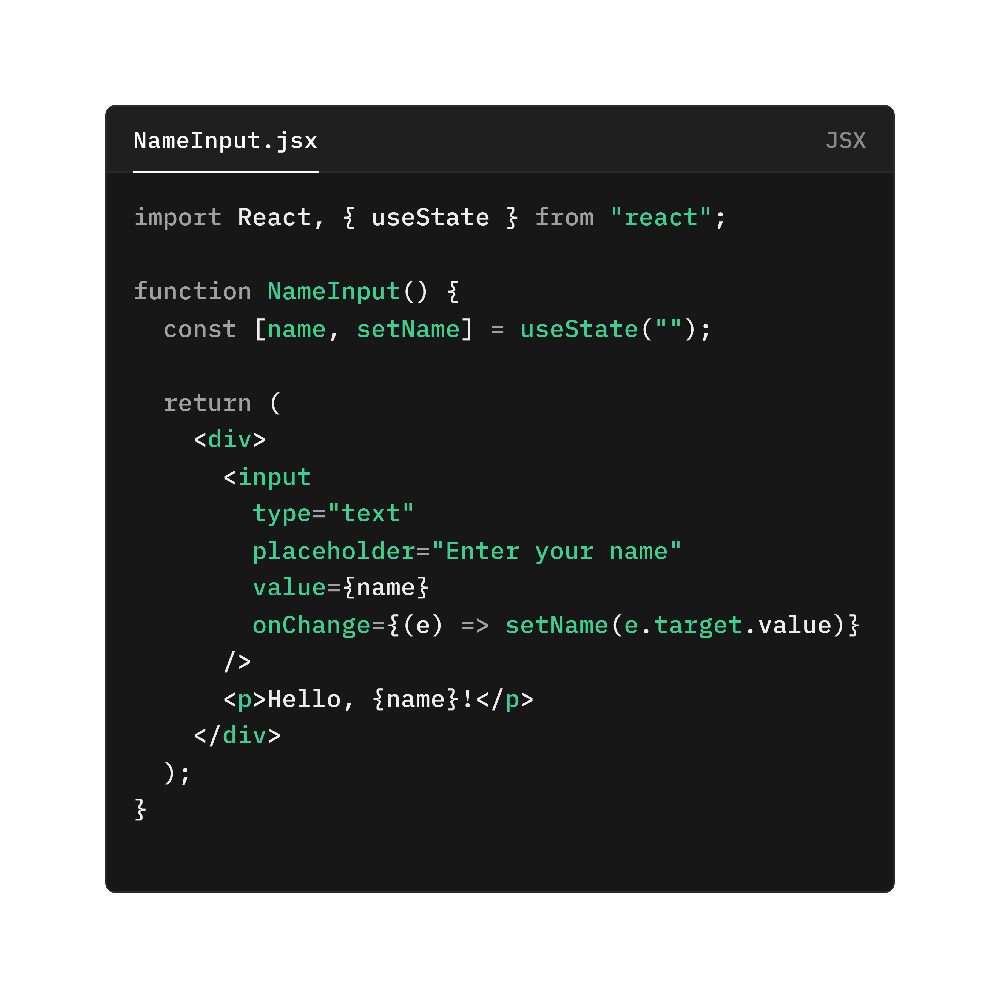 NameInput.jsx JSX
import React, { useState } from "react";

function NameInput() {
  const [name, setName] = useState("");

  return (
    <div>
      <input
        type="text"
        placeholder="Enter your name"
        value={name}
        onChange={(e) => setName(e.target.value)}
      />
      <p>Hello, {name}!</p>
    </div>
  );
}